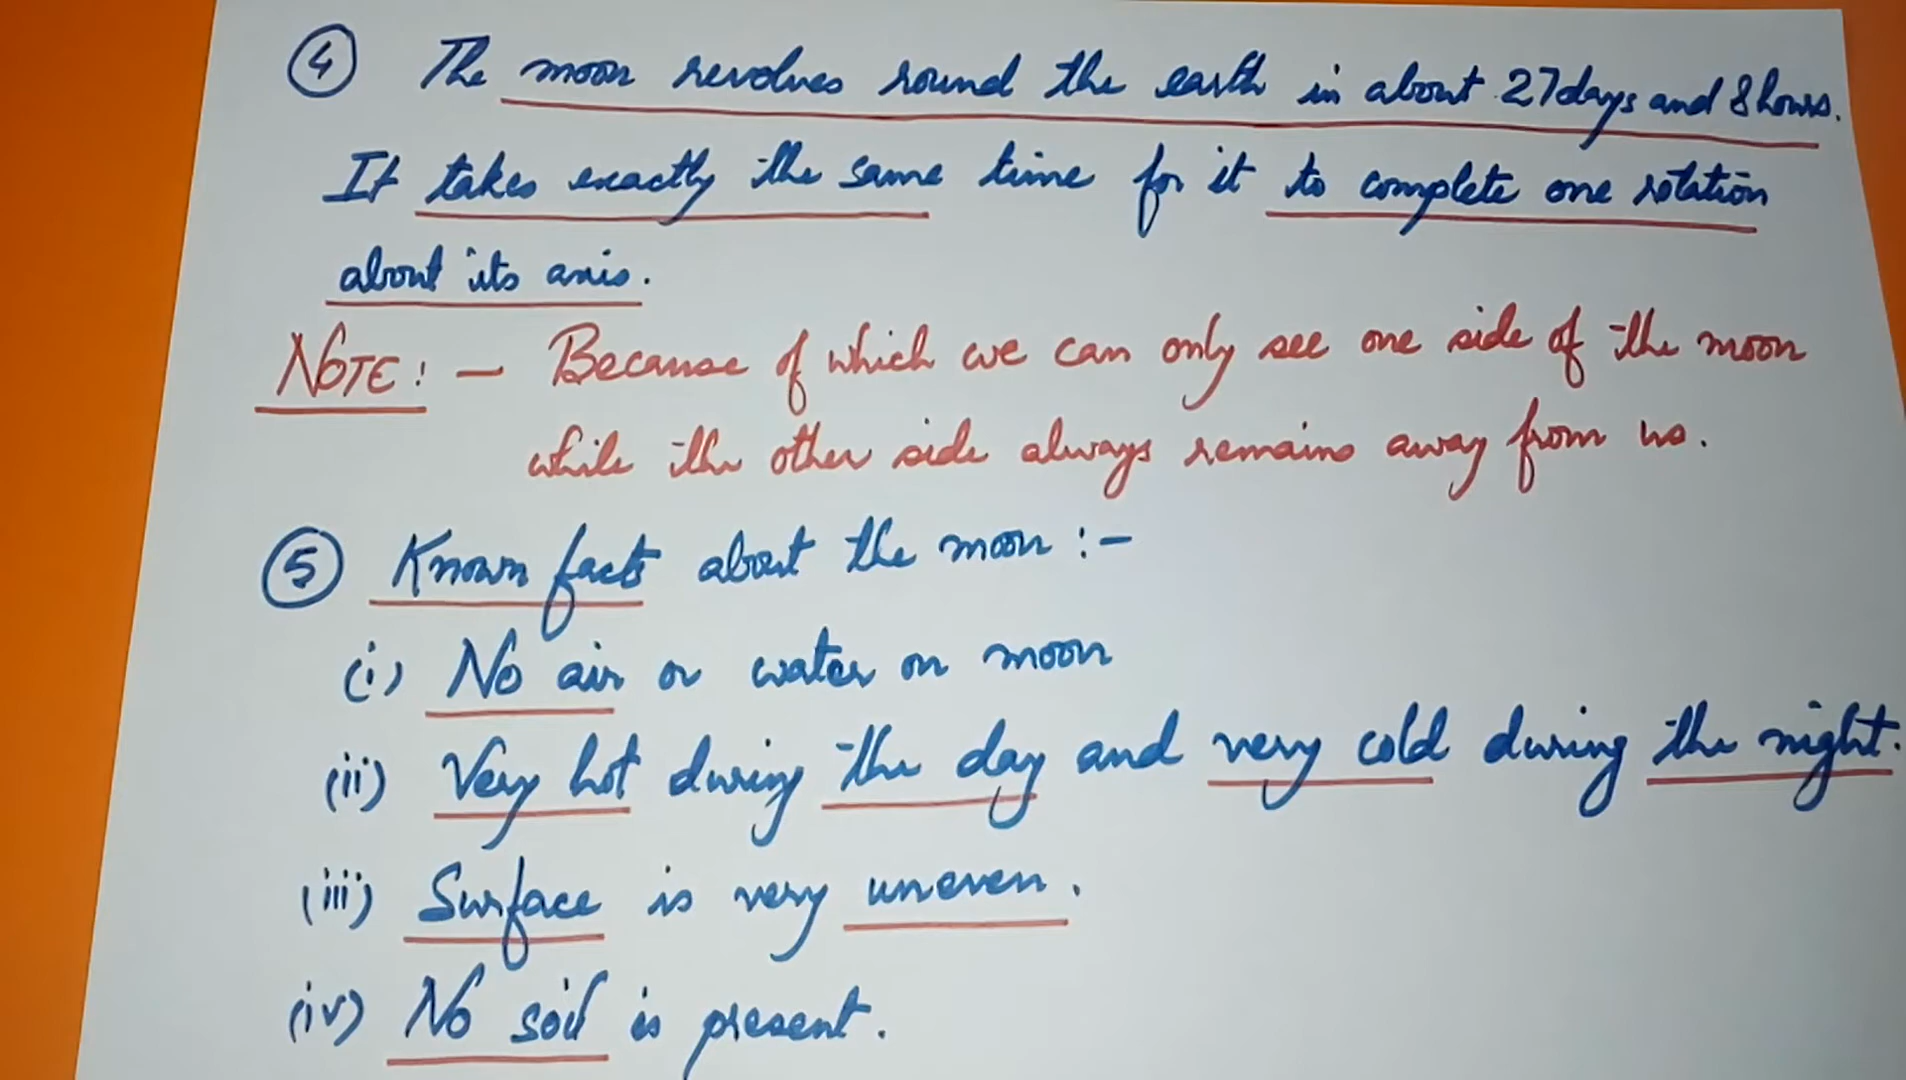 ④ The moon revolves round the earth in about 27days and 8hours.
It takes exactly the same time for it to complete one rotation
about its axis.
NOTE:- Because of which we can only see one side of the moon
while the other side always remains away from us.
⑤ Known facts about the moon:-
(i) No air or water on moon
(ii) Very hot during the day and very cold during the night.
(iii) Surface is very uneven.
(iv) No soil is present.